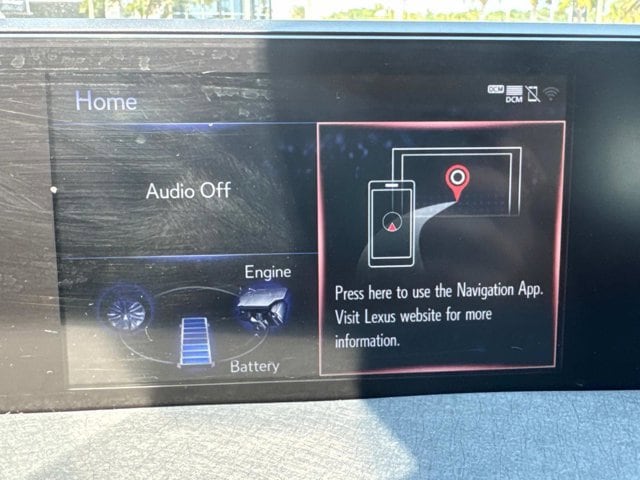 Home
DCM
DCM
Audio Off
Engine
Battery
Press here to use the Navigation App.
Visit Lexus website for more
information.